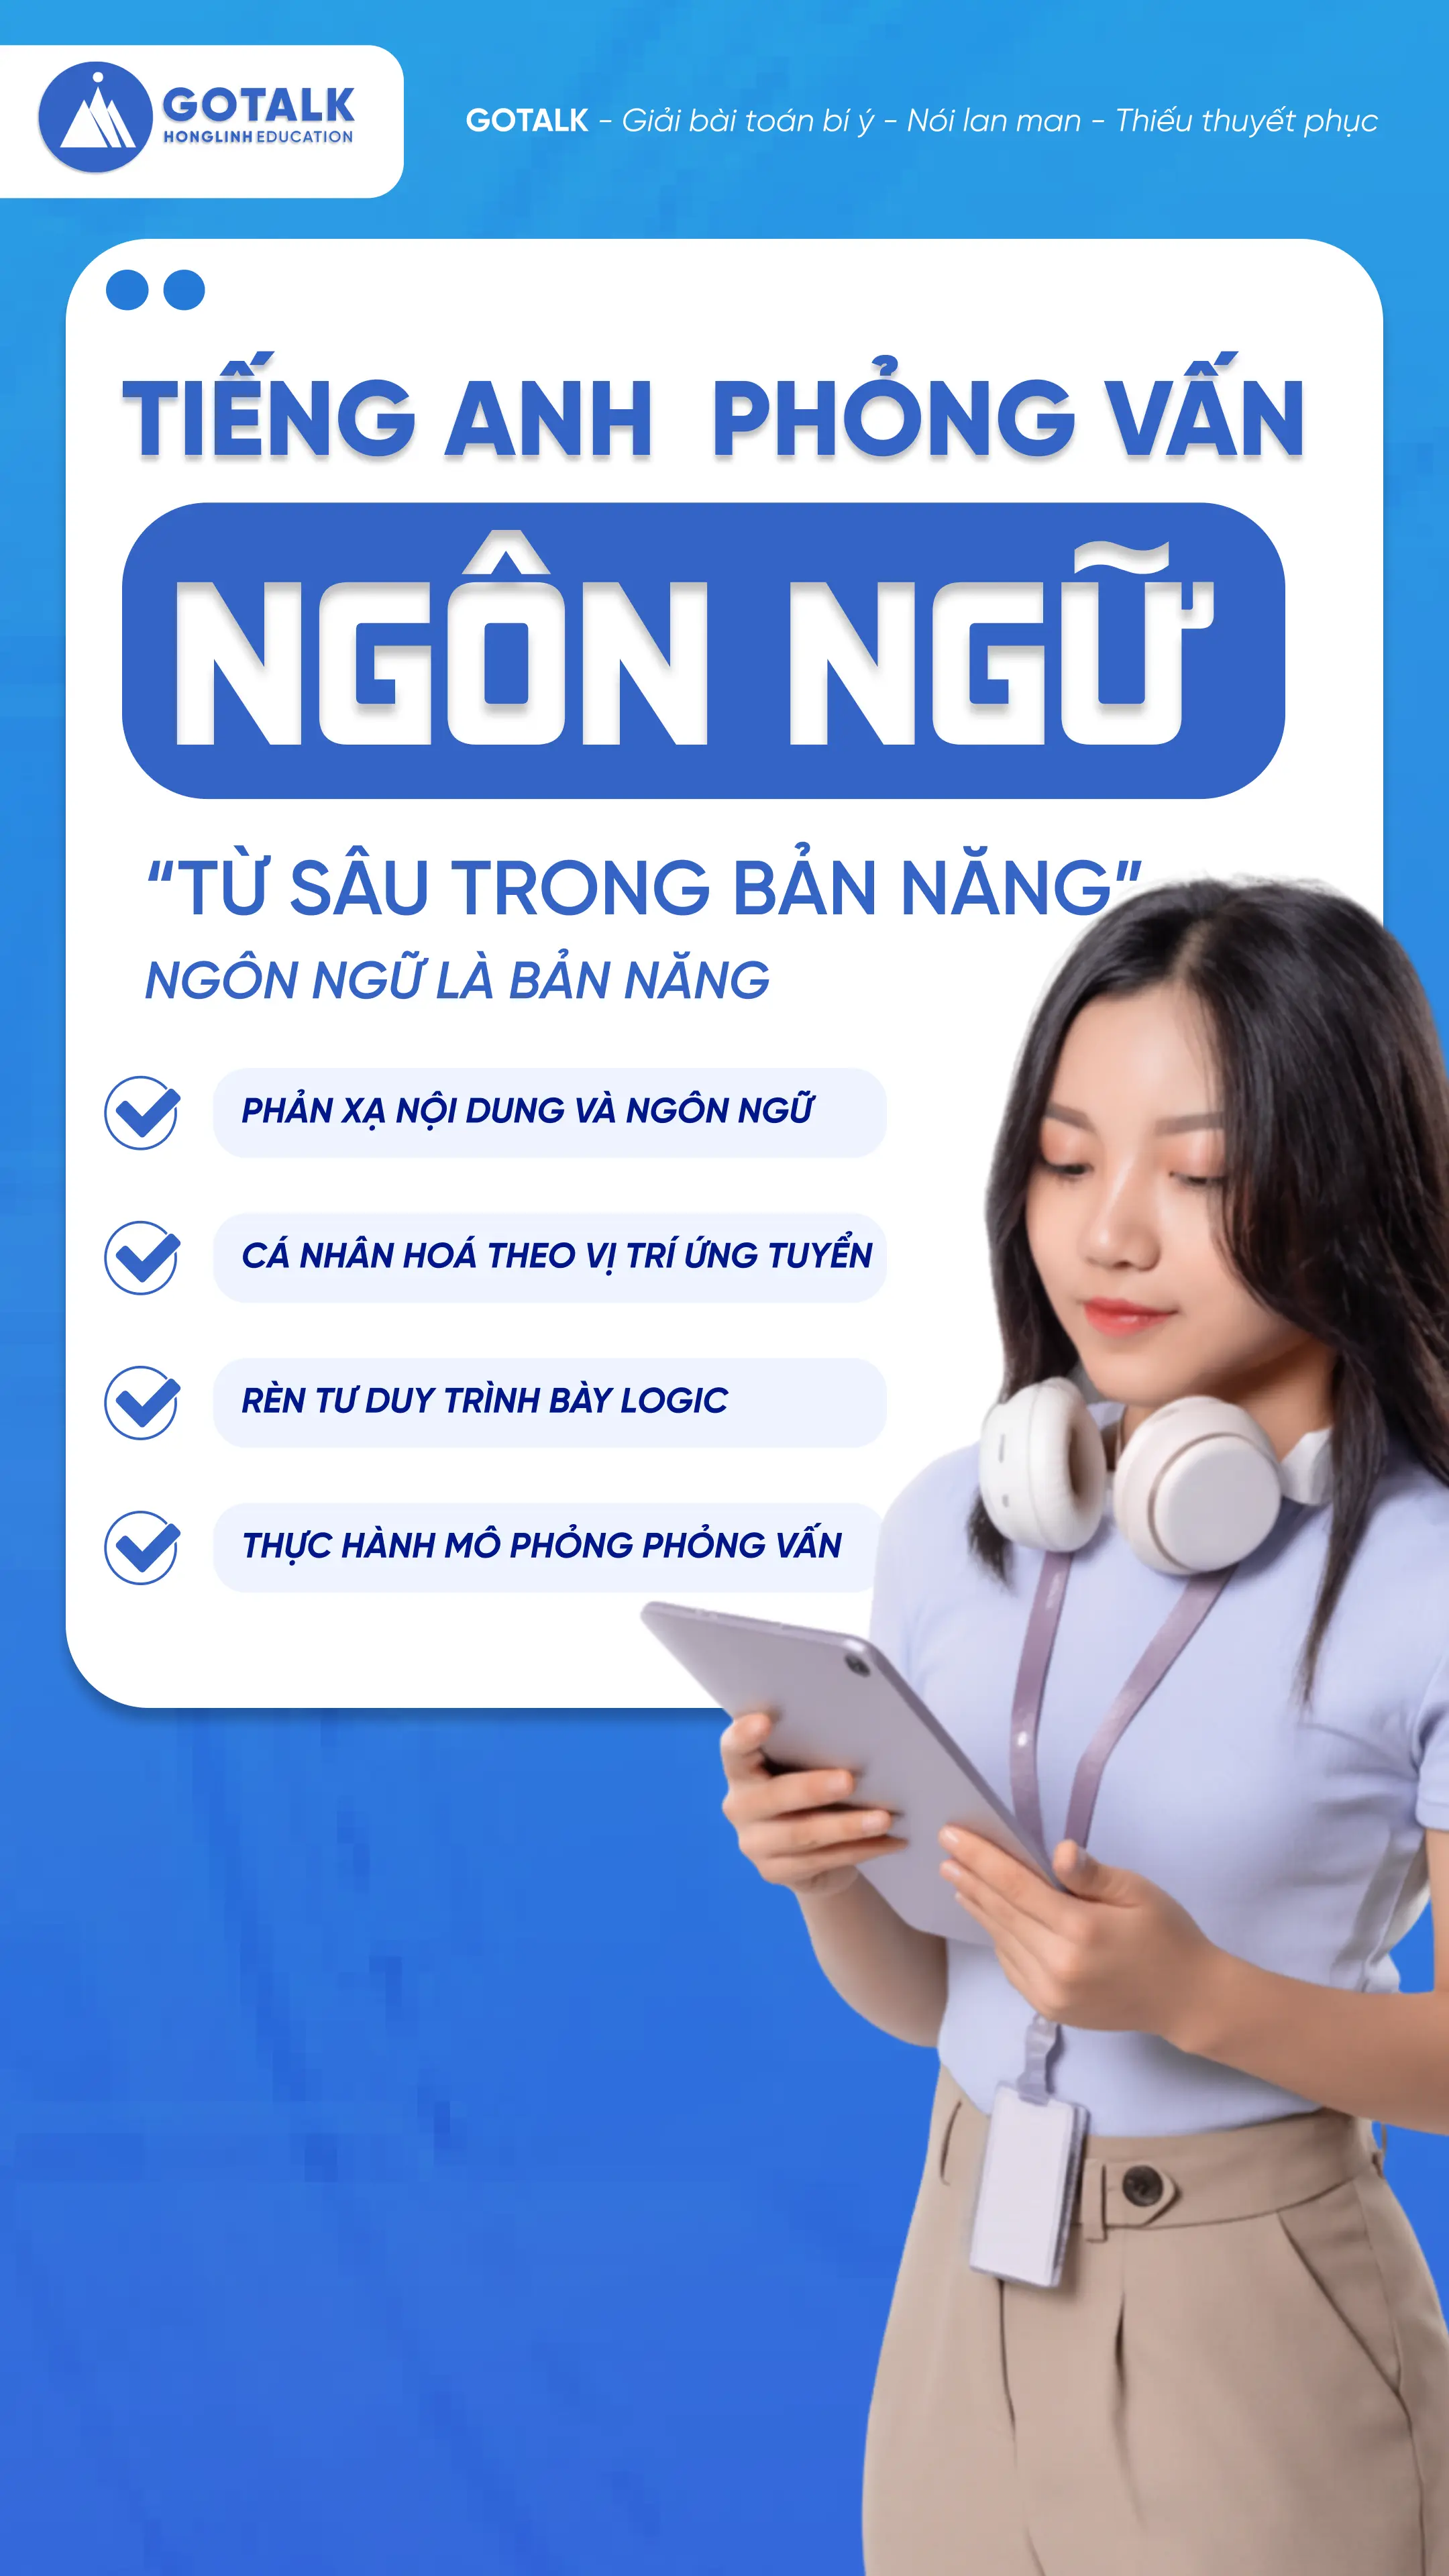 GOTALK
HONGLINH EDUCATION
GOTALK - Giải bài toán bí ý - Nói lan man - Thiếu thuyết phục
TIẾNG ANH PHỎNG VẤN
NGÔN NGỮ
“TỪ SÂU TRONG BẢN NĂNG”
NGÔN NGỮ LÀ BẢN NĂNG
PHẢN XẠ NỘI DUNG VÀ NGÔN NGỮ
CÁ NHÂN HOÁ THEO VỊ TRÍ ỨNG TUYỂN
RÈN TƯ DUY TRÌNH BÀY LOGIC
THỰC HÀNH MÔ PHỎNG PHỎNG VẤN